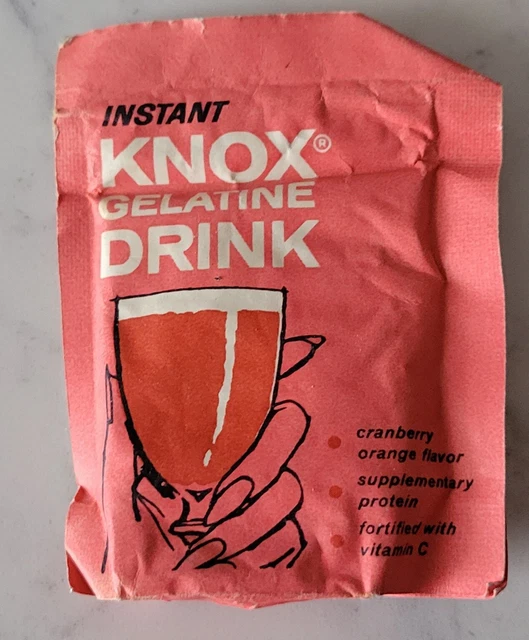 INSTANT
KNOX®
GELATINE
DRINK
cranberry
orange flavor
supplementary
protein
fortified with
vitamin C